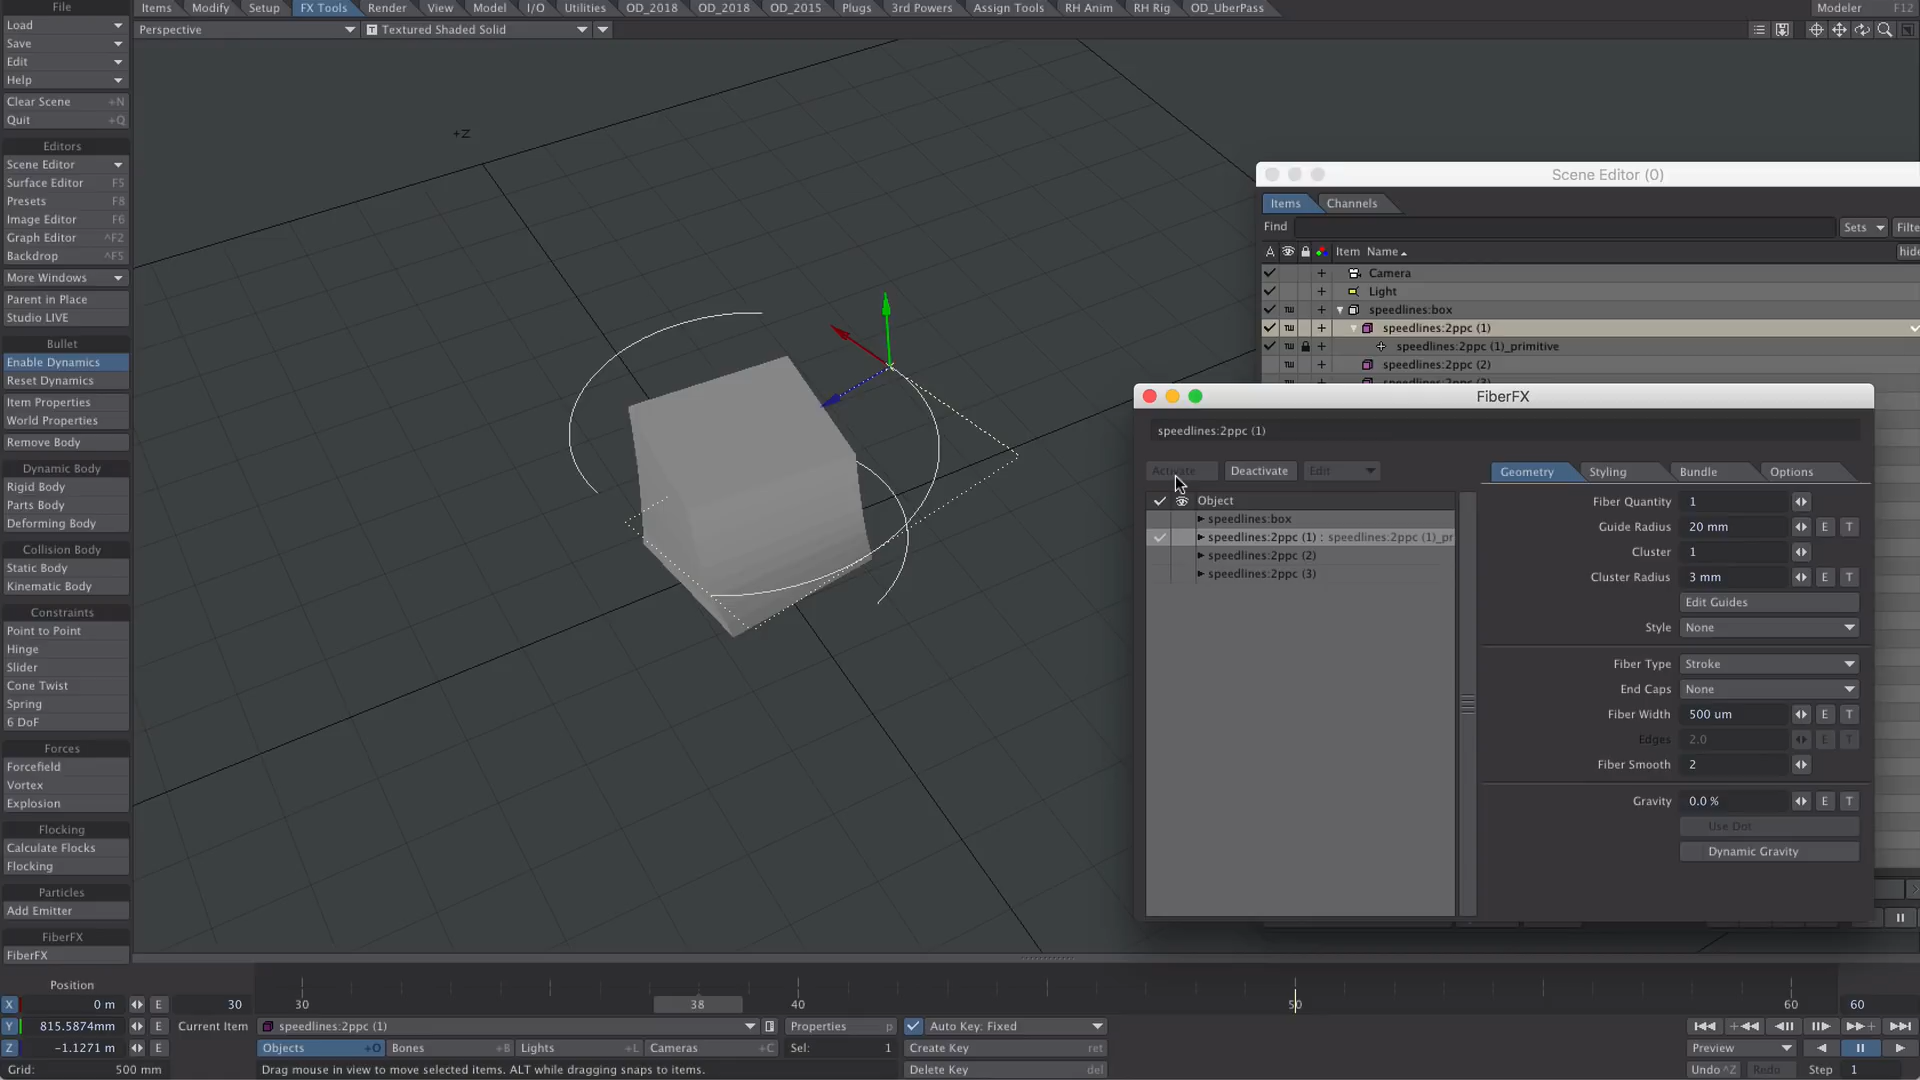 File
Load
Save
Edit
Help
Clear Scene +N
Quit +Q
Editors
Scene Editor
Surface Editor F5
Presets F8
Image Editor F6
Graph Editor ^F2
Backdrop ^F5
More Windows
Parent in Place
Studio LIVE
Bullet
Enable Dynamics
Reset Dynamics
Item Properties
World Properties
Remove Body
Dynamic Body
Rigid Body
Parts Body
Deforming Body
Collision Body
Static Body
Kinematic Body
Constraints
Point to Point
Hinge
Slider
Cone Twist
Spring
6 DoF
Forces
Forcefield
Vortex
Explosion
Flocking
Calculate Flocks
Flocking
Particles
Add Emitter
FiberFX
FiberFX
Items Modify Setup FX Tools Render View Model I/O Utilities OD_2018 OD_2018 OD_2015 Plugs 3rd Powers Assign Tools RH Anim RH Rig OD_UberPass Modeler F12
Perspective T Textured Shaded Solid
+Z
Scene Editor (0)
Items Channels
Find Sets Filte
A Item Name hide
Camera
Light
speedlines:box
speedlines:2ppc (1)
speedlines:2ppc (1)_primitive
speedlines:2ppc (2)
FiberFX
speedlines:2ppc (1)
Activate Deactivate Edit
Object
speedlines:box
speedlines:2ppc (1) : speedlines:2ppc (1)_pr
speedlines:2ppc (2)
speedlines:2ppc (3)
Geometry Styling Bundle Options
Fiber Quantity 1
Guide Radius 20 mm E T
Cluster 1
Cluster Radius 3 mm E T
Edit Guides
Style None
Fiber Type Stroke
End Caps None
Fiber Width 500 um E T
Edges 2.0 E T
Fiber Smooth 2
Gravity 0.0 % E T
Use Dot
Dynamic Gravity
Position
X 0 m E 30 30 38 40 50 60 60
Y 815.5874mm E Current Item speedlines:2ppc (1) Properties p Auto Key: Fixed
Z -1.1271 m E Objects +O Bones +B Lights +L Cameras +C Sel: 1 Create Key ret Preview
Grid: 500 mm Drag mouse in view to move selected items. ALT while dragging snaps to items. Delete Key del Undo ^Z Redo Step 1